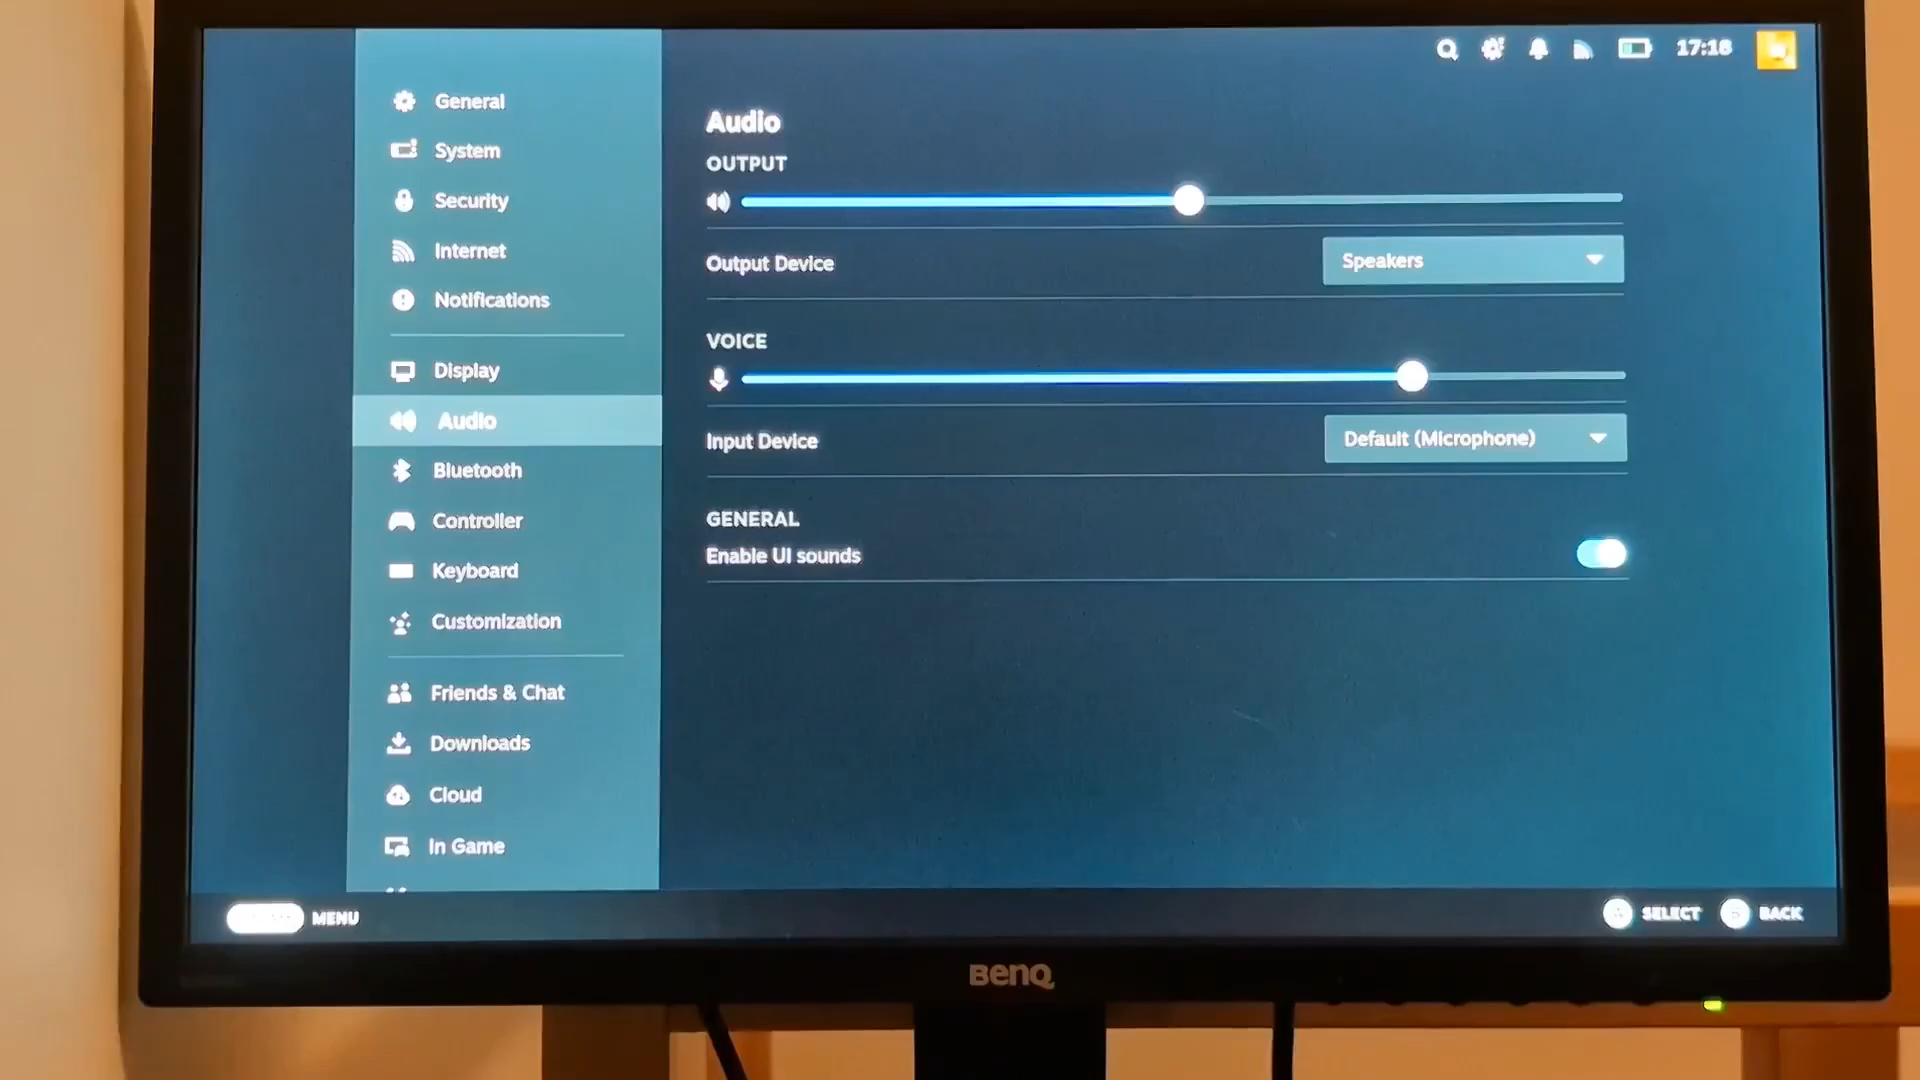 17:18
General
System
Security
Internet
Notifications
Display
Audio
Bluetooth
Controller
Keyboard
Customization
Friends & Chat
Downloads
Cloud
In Game
Audio
OUTPUT
Output Device
Speakers
VOICE
Input Device
Default (Microphone)
GENERAL
Enable UI sounds
MENU
SELECT
BACK
BenQ